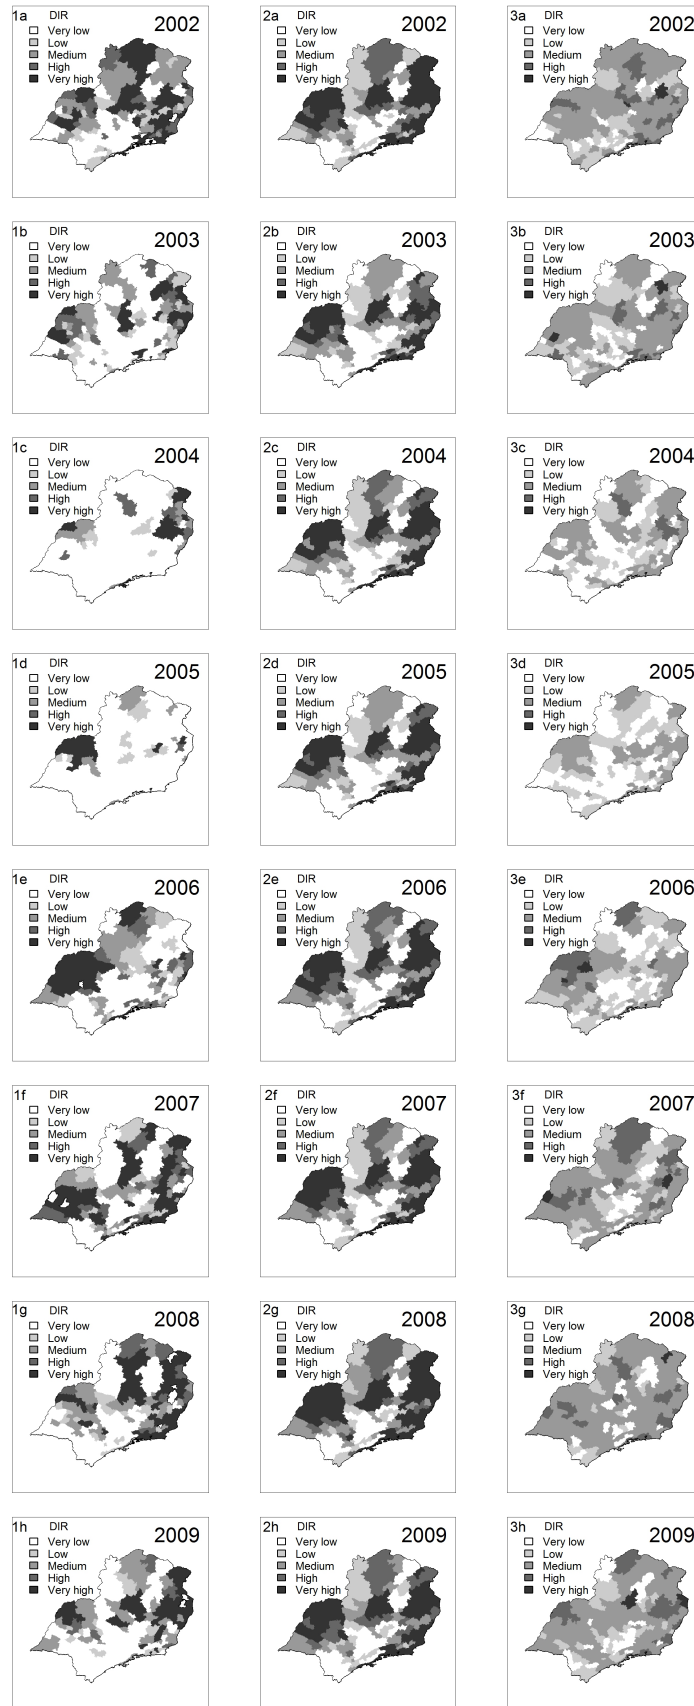 1a DIR 2002
Very low
Low
Medium
High
Very high
2a DIR 2002
Very low
Low
Medium
High
Very high
3a DIR 2002
Very low
Low
Medium
High
Very high
1b DIR 2003
Very low
Low
Medium
High
Very high
2b DIR 2003
Very low
Low
Medium
High
Very high
3b DIR 2003
Very low
Low
Medium
High
Very high
1c DIR 2004
Very low
Low
Medium
High
Very high
2c DIR 2004
Very low
Low
Medium
High
Very high
3c DIR 2004
Very low
Low
Medium
High
Very high
1d DIR 2005
Very low
Low
Medium
High
Very high
2d DIR 2005
Very low
Low
Medium
High
Very high
3d DIR 2005
Very low
Low
Medium
High
Very high
1e DIR 2006
Very low
Low
Medium
High
Very high
2e DIR 2006
Very low
Low
Medium
High
Very high
3e DIR 2006
Very low
Low
Medium
High
Very high
1f DIR 2007
Very low
Low
Medium
High
Very high
2f DIR 2007
Very low
Low
Medium
High
Very high
3f DIR 2007
Very low
Low
Medium
High
Very high
1g DIR 2008
Very low
Low
Medium
High
Very high
2g DIR 2008
Very low
Low
Medium
High
Very high
3g DIR 2008
Very low
Low
Medium
High
Very high
1h DIR 2009
Very low
Low
Medium
High
Very high
2h DIR 2009
Very low
Low
Medium
High
Very high
3h DIR 2009
Very low
Low
Medium
High
Very high